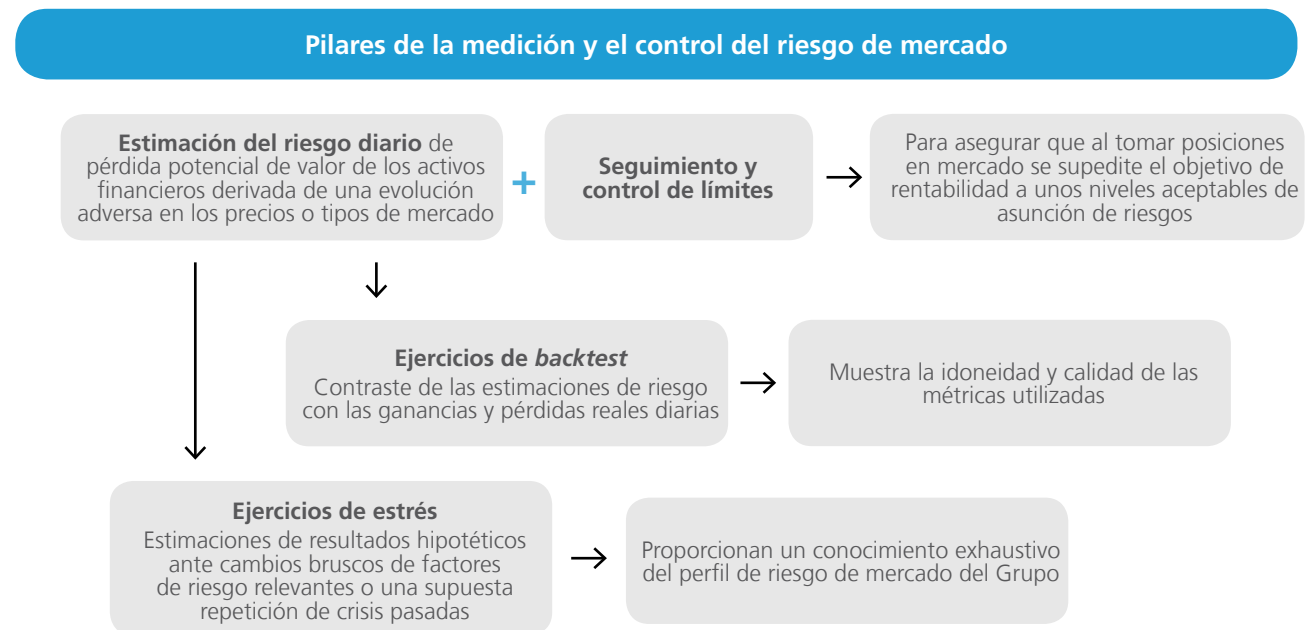 Pilares de la medición y el control del riesgo de mercado
Estimación del riesgo diario de
pérdida potencial de valor de los activos
financieros derivada de una evolución
adversa en los precios o tipos de mercado
+
Seguimiento y
control de límites
Para asegurar que al tomar posiciones
en mercado se supedite el objetivo de
rentabilidad a unos niveles aceptables de
asunción de riesgos
Ejercicios de backtest
Contraste de las estimaciones de riesgo
con las ganancias y pérdidas reales diarias
Muestra la idoneidad y calidad de las
métricas utilizadas
Ejercicios de estrés
Estimaciones de resultados hipotéticos
ante cambios bruscos de factores
de riesgo relevantes o una supuesta
repetición de crisis pasadas
Proporcionan un conocimiento exhaustivo
del perfil de riesgo de mercado del Grupo